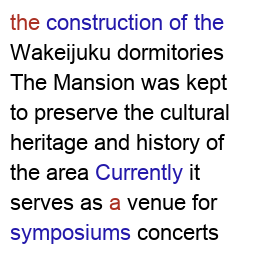 the construction of the
Wakeijuku dormitories
The Mansion was kept
to preserve the cultural
heritage and history of
the area Currently it
serves as a venue for
symposiums concerts